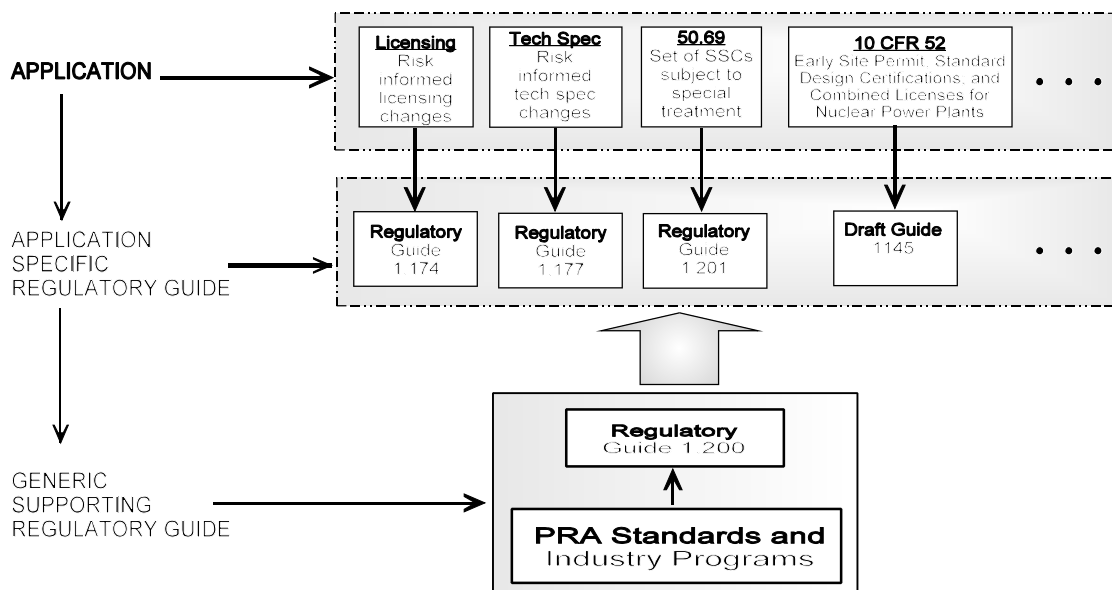 APPLICATION
Licensing
Risk
informed
licensing
changes
Tech Spec
Risk
informed
tech spec
changes
50.69
Set of SSCs
subject to
special
treatment
10 CFR 52
Early Site Permit, Standard
Design Certifications, and
Combined Licenses for
Nuclear Power Plants
• • •
APPLICATION
SPECIFIC
REGULATORY GUIDE
Regulatory
Guide
1.174
Regulatory
Guide
1.177
Regulatory
Guide
1.201
Draft Guide
1145
• • •
GENERIC
SUPPORTING
REGULATORY GUIDE
Regulatory
Guide 1.200
PRA Standards and
Industry Programs